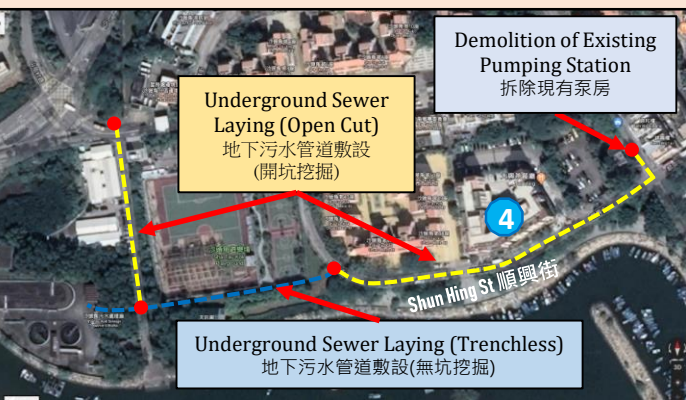 Demolition of Existing
Pumping Station
拆除現有泵房
Underground Sewer
Laying (Open Cut)
地下污水管道敷設
(開坑挖掘)
4
Shun Hing St 順興街
Underground Sewer Laying (Trenchless)
地下污水管道敷設(無坑挖掘)
3D